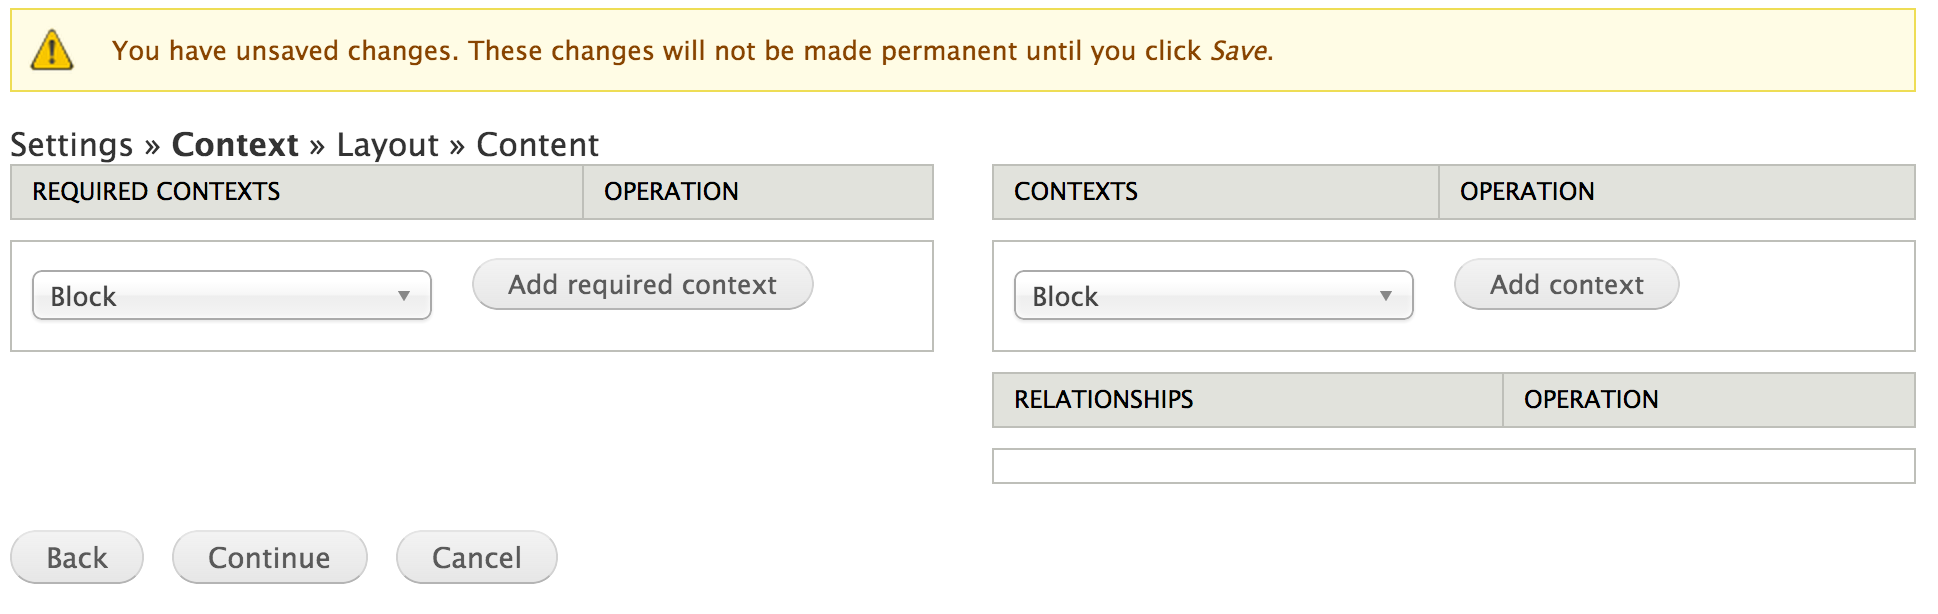 You have unsaved changes. These changes will not be made permanent until you click Save.
Settings » Context » Layout » Content
REQUIRED CONTEXTS OPERATION
Block Add required context
CONTEXTS OPERATION
Block Add context
RELATIONSHIPS OPERATION
Back Continue Cancel